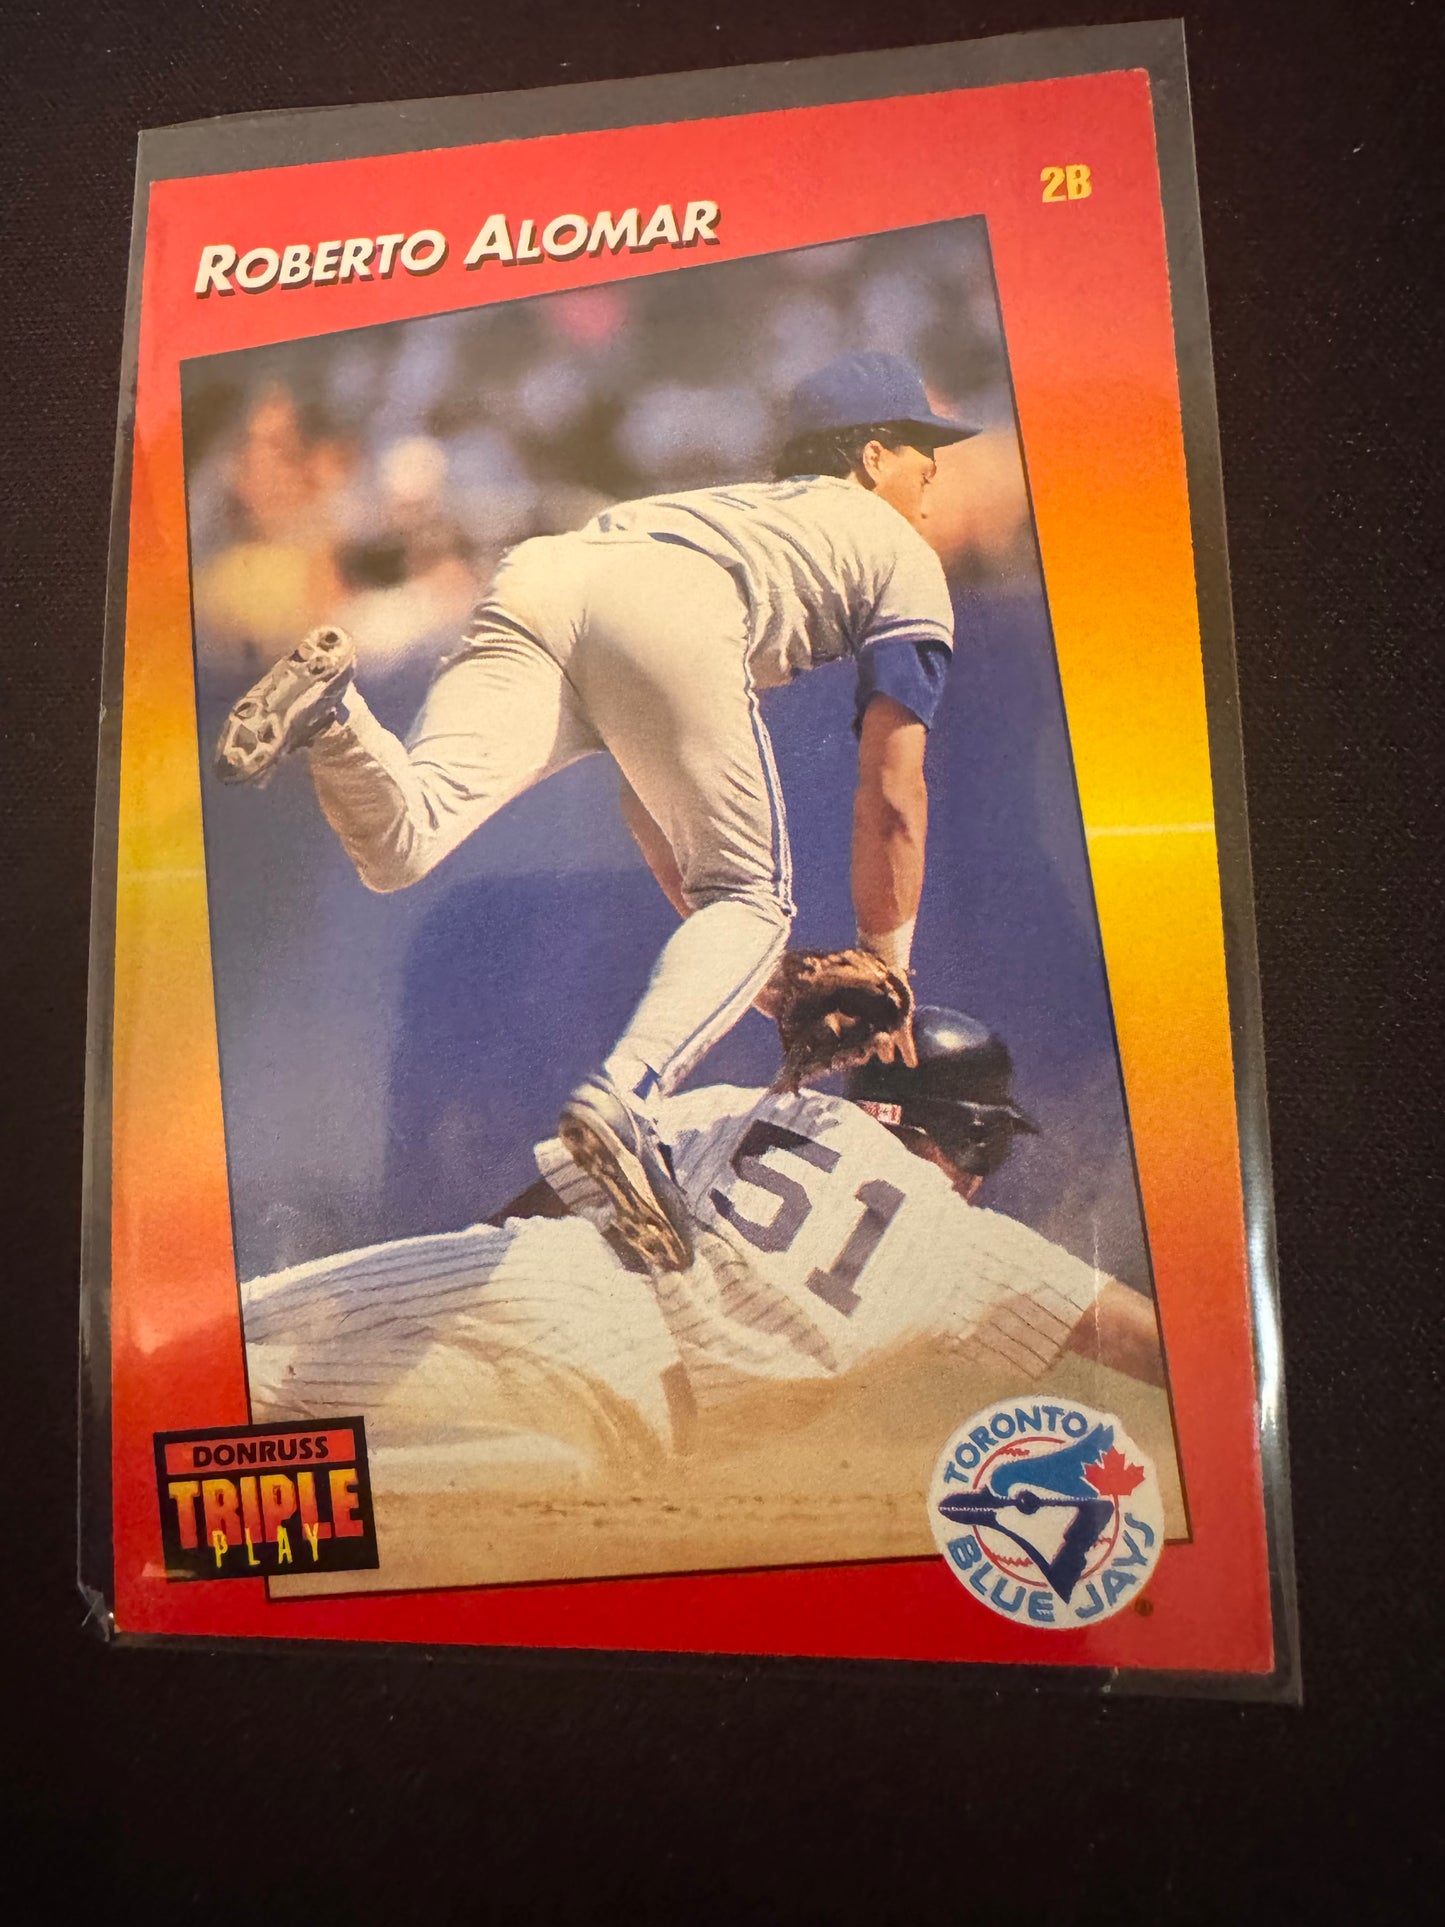 ROBERTO ALOMAR
2B
51
DONRUSS
TRIPLE
PLAY
TORONTO
BLUE JAYS
®